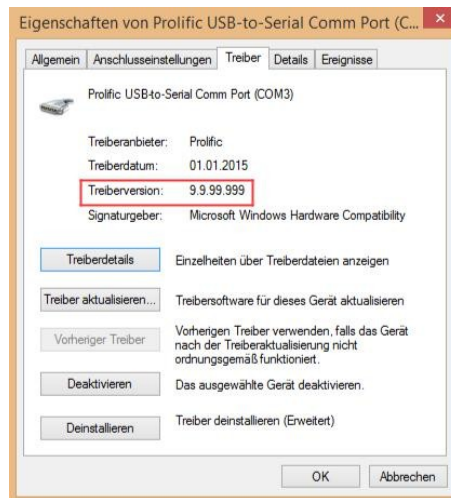 Eigenschaften von Prolific USB-to-Serial Comm Port (C...
Allgemein Anschlusseinstellungen Treiber Details Ereignisse
Prolific USB-to-Serial Comm Port (COM3)
Treiberanbieter: Prolific
Treiberdatum: 01.01.2015
Treiberversion: 9.9.99.999
Signaturgeber: Microsoft Windows Hardware Compatibility
Treiberdetails Einzelheiten über Treiberdateien anzeigen
Treiber aktualisieren... Treibersoftware für dieses Gerät aktualisieren
Vorheriger Treiber Vorherigen Treiber verwenden, falls das Gerät
nach der Treiberaktualisierung nicht
ordnungsgemäß funktioniert.
Deaktivieren Das ausgewählte Gerät deaktivieren.
Deinstallieren Treiber deinstallieren (Erweitert)
OK Abbrechen